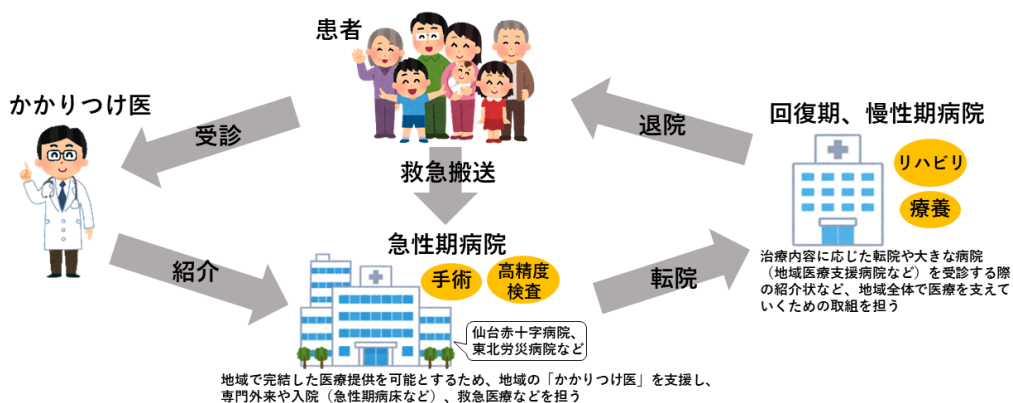 患者
かかりつけ医
受診
退院
回復期、慢性期病院
リハビリ
療養
救急搬送
急性期病院
手術
高精度
検査
紹介
転院
治療内容に応じた転院や大きな病院
（地域医療支援病院など）を受診する際
の紹介状など、地域全体で医療を支えて
いくための取組を担う
仙台赤十字病院、
東北労災病院など
地域で完結した医療提供を可能とするため、地域の「かかりつけ医」を支援し、
専門外来や入院（急性期病床など）、救急医療などを担う